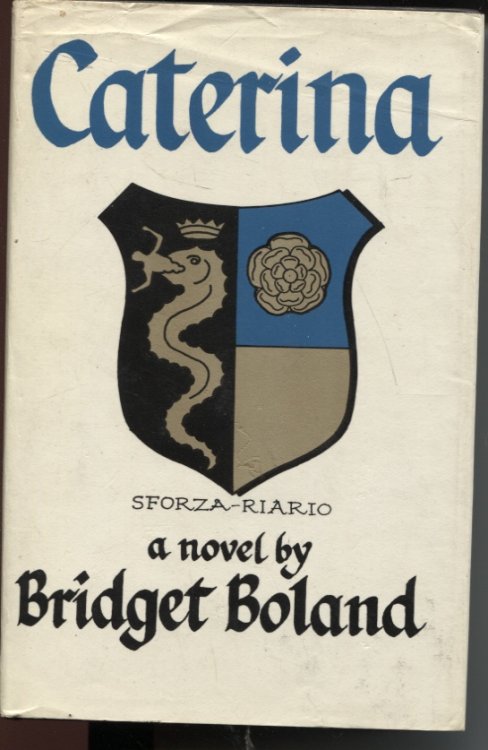 Caterina
SFORZA-RIARIO
a novel by
Bridget Boland